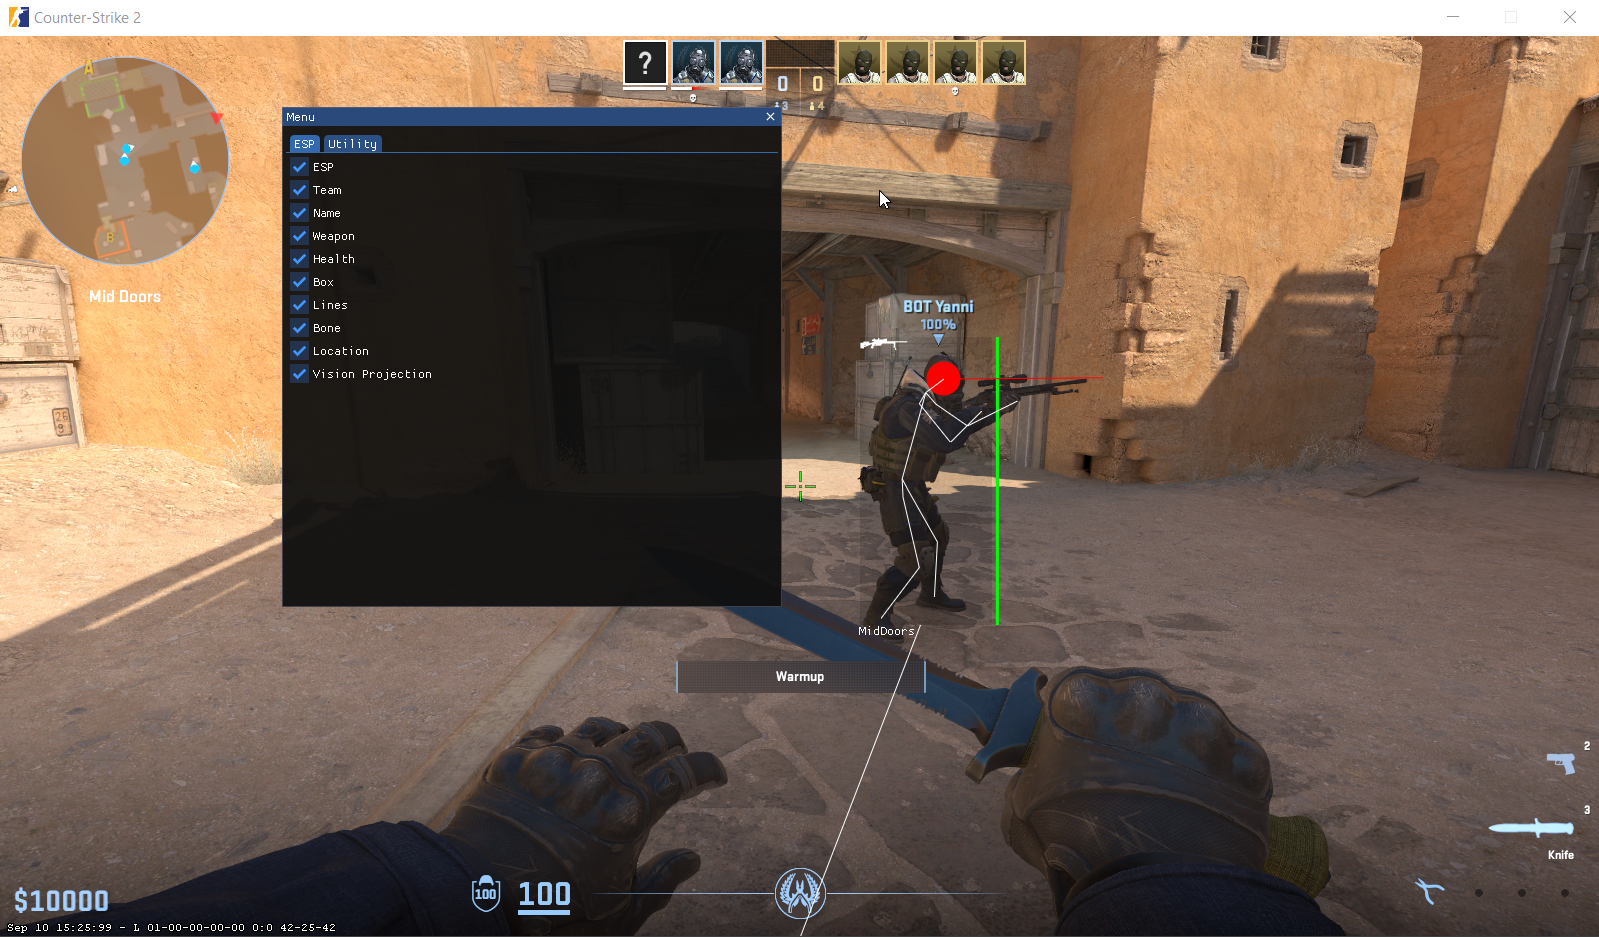 Counter-Strike 2
A
B
Mid Doors
?
0 0
3 4
Menu
ESP Utility
ESP
Team
Name
Weapon
Health
Box
Lines
Bone
Location
Vision Projection
BOT Yanni
100%
MidDoors
Warmup
2
3
Knife
$10000
100
100
Sep 10 15:25:99 - L 01-00-00-00-00 0:0 42-25-42